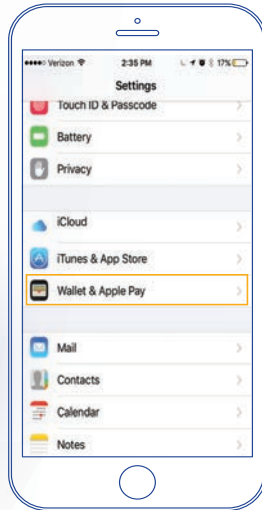 Verizon 2:35 PM 17%
Settings
Touch ID & Passcode
Battery
Privacy
iCloud
iTunes & App Store
Wallet & Apple Pay
Mail
Contacts
Calendar
Notes